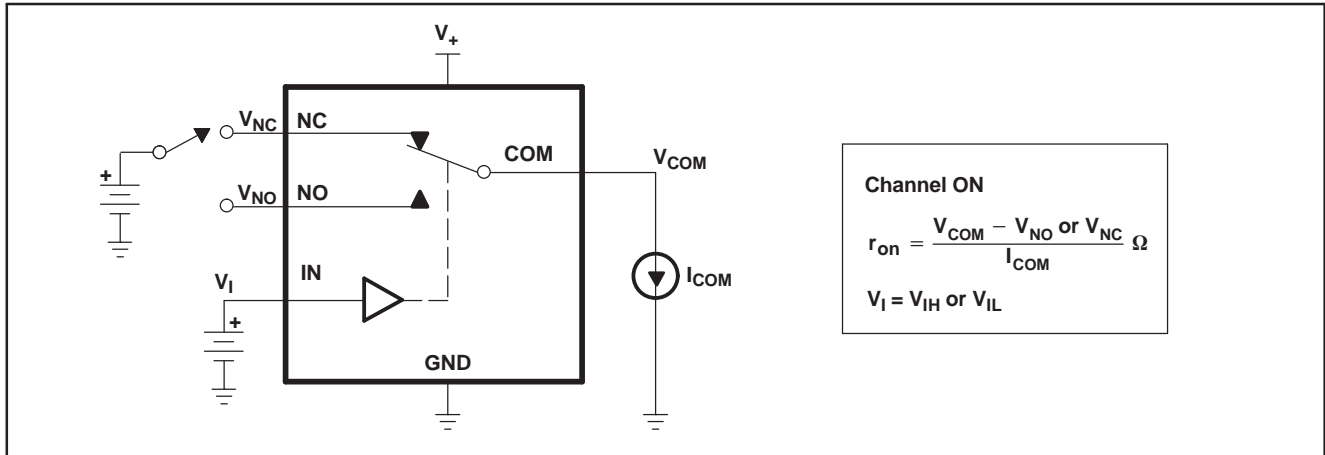 V+
VNC NC
COM VCOM
+
VNO NO
IN
VI
+
ICOM
GND
Channel ON
ron = VCOM − VNO or VNC / ICOM Ω
VI = VIH or VIL